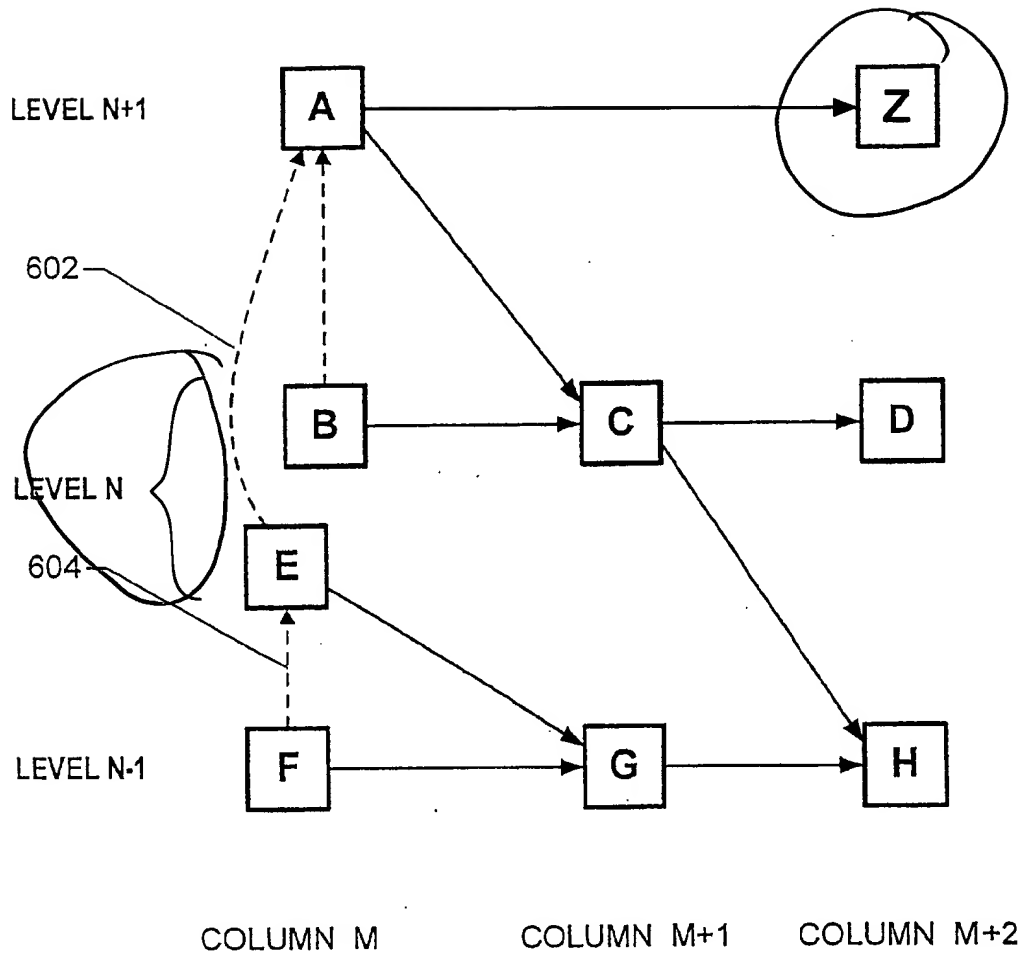 LEVEL N+1 A Z
602
B C D
LEVEL N
604 E
LEVEL N-1 F G H
COLUMN M COLUMN M+1 COLUMN M+2